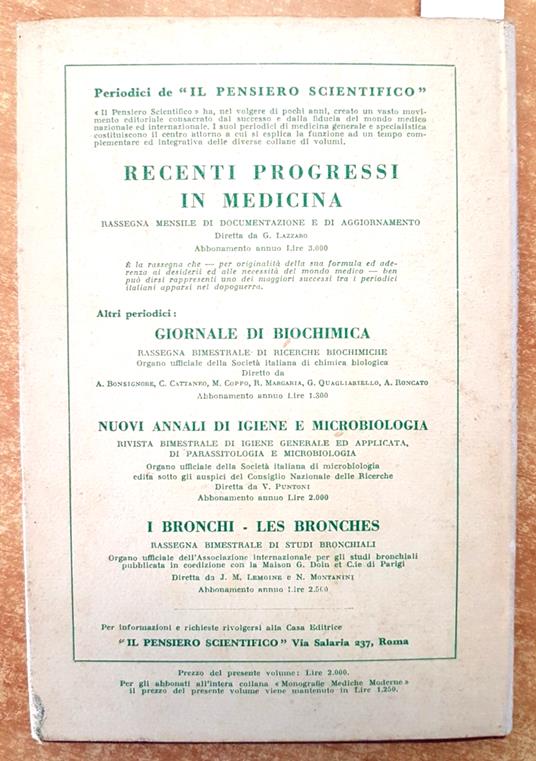 Periodici de “IL PENSIERO SCIENTIFICO”
« Il Pensiero Scientifico » ha, nel volgere di pochi anni, creato un vasto movi-
mento editoriale consacrato dal successo e dalla fiducia del mondo medico
nazionale ed internazionale. I suoi periodici di medicina generale e specialistica
costituiscono il centro attorno a cui si esplica la funzione ad un tempo com-
plementare ed integrativa delle diverse collane di volumi.
RECENTI PROGRESSI
IN MEDICINA
RASSEGNA MENSILE DI DOCUMENTAZIONE E DI AGGIORNAMENTO
Diretta da G. LAZZARO
Abbonamento annuo Lire 3.000
È la rassegna che — per originalità della sua formula ed ade-
renza ai desiderii ed alle necessità del mondo medico — ben
può dirsi rappresenti uno dei maggiori successi tra i periodici
italiani apparsi nel dopoguerra.
Altri periodici:
GIORNALE DI BIOCHIMICA
RASSEGNA BIMESTRALE DI RICERCHE BIOCHIMICHE
Organo ufficiale della Società italiana di chimica biologica
Diretto da
A. BONSIGNORE, C. CATTANEO, M. COPPO, R. MARGARIA, G. QUAGLIARIELLO, A. RONCATO
Abbonamento annuo Lire 1.800
NUOVI ANNALI DI IGIENE E MICROBIOLOGIA
RIVISTA BIMESTRALE DI IGIENE GENERALE ED APPLICATA,
DI PARASSITOLOGIA E MICROBIOLOGIA
Organo ufficiale della Società italiana di microbiologia
edita sotto gli auspici del Consiglio Nazionale delle Ricerche
Diretta da V. PUNTONI
Abbonamento annuo Lire 2.000
I BRONCHI - LES BRONCHES
RASSEGNA BIMESTRALE DI STUDI BRONCHIALI
Organo ufficiale dell'Associazione internazionale per gli studi bronchiali
pubblicata in coedizione con la Maison G. Doin et C.ie di Parigi
Diretta da J. M. LEMOINE e N. MONTANINI
Abbonamento annuo Lire 2.500
Per informazioni e richieste rivolgersi alla Casa Editrice
“IL PENSIERO SCIENTIFICO” Via Salaria 237, Roma
Prezzo del presente volume: Lire 2.000.
Per gli abbonati all'intera collana « Monografie Mediche Moderne »
il prezzo del presente volume viene mantenuto in Lire 1.250.